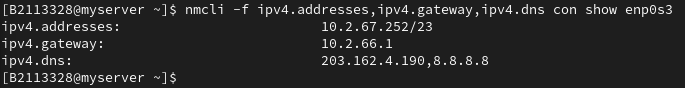 [B2113328@myserver ~]$ nmcli -f ipv4.addresses,ipv4.gateway,ipv4.dns con show enp0s3
ipv4.addresses: 10.2.67.252/23
ipv4.gateway: 10.2.66.1
ipv4.dns: 203.162.4.190,8.8.8.8
[B2113328@myserver ~]$